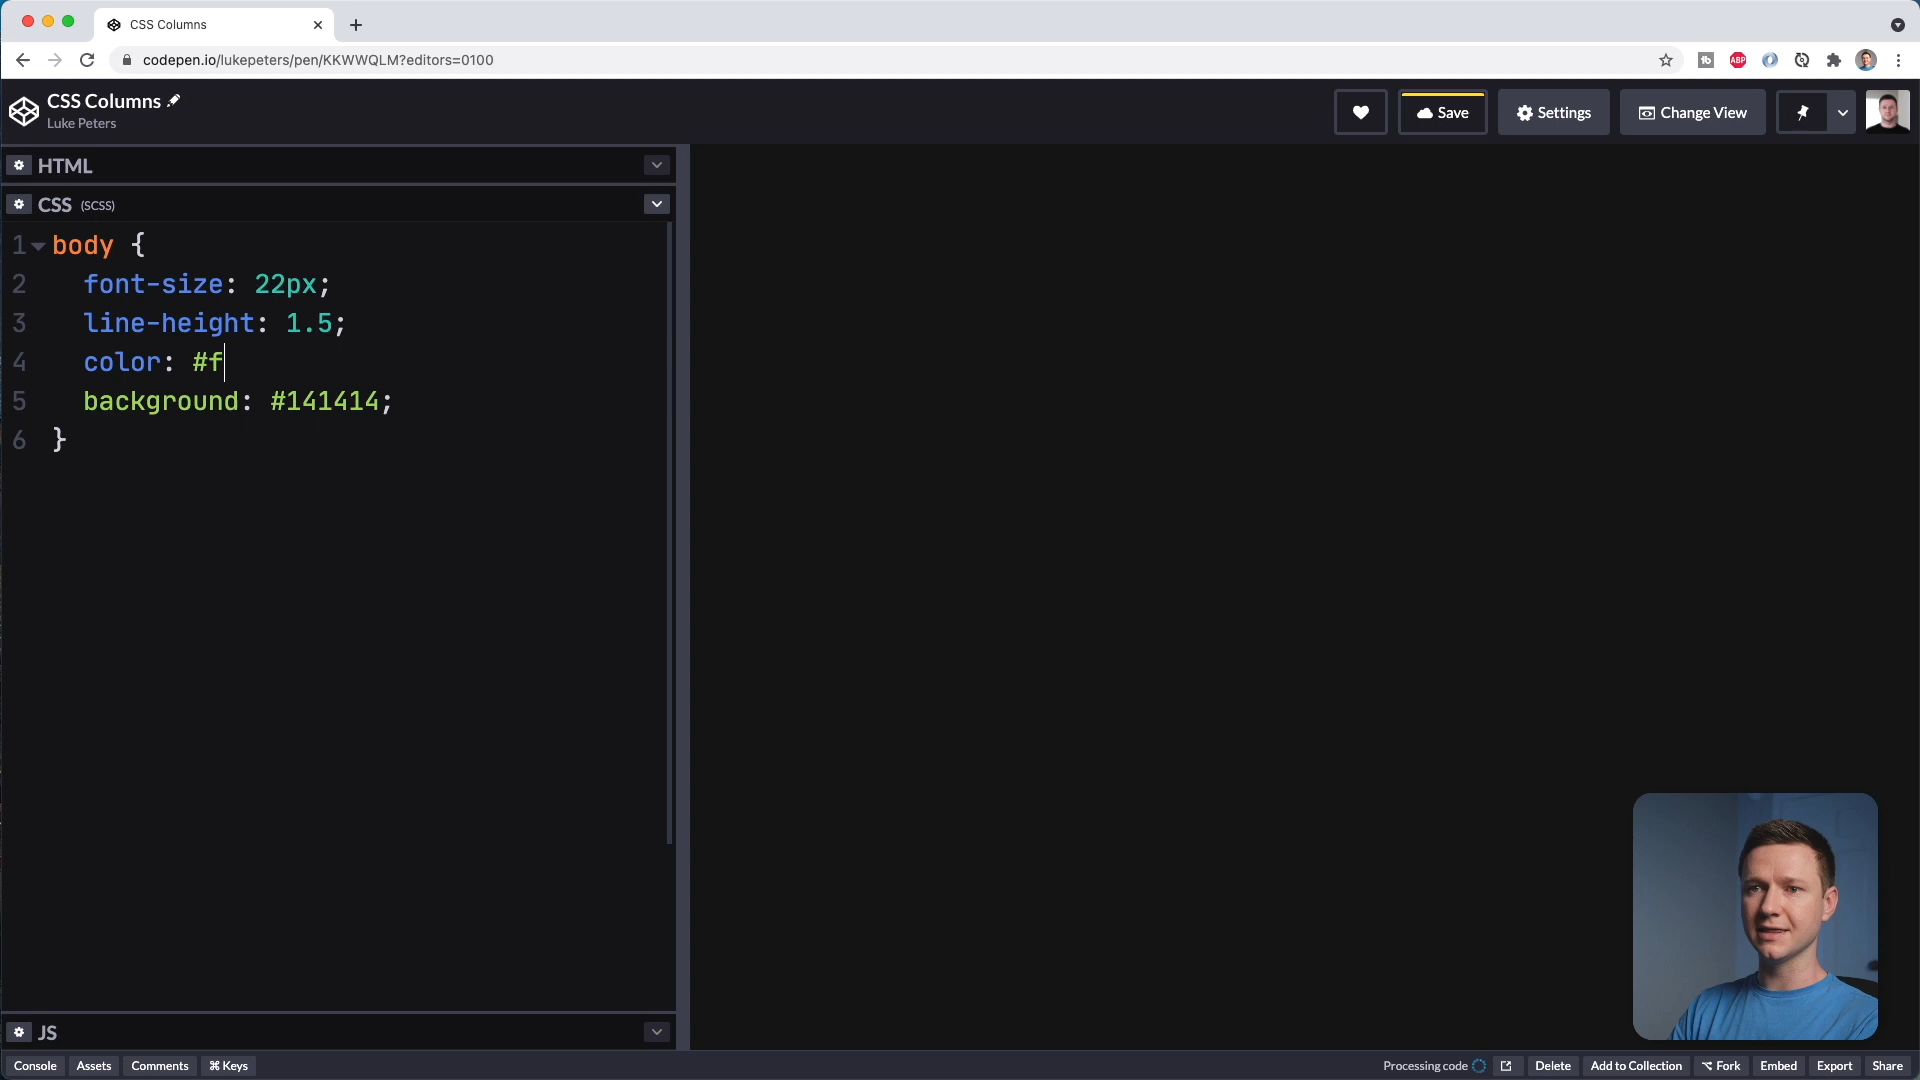 CSS Columns
codepen.io/lukepeters/pen/KKWWQLM?editors=0100
ABP
CSS Columns
Luke Peters
Save
Settings
Change View
HTML
CSS (SCSS)
1 body {
2 font-size: 22px;
3 line-height: 1.5;
4 color: #f
5 background: #141414;
6 }
JS
Console Assets Comments ⌘ Keys
Processing code Delete Add to Collection ⌥ Fork Embed Export Share